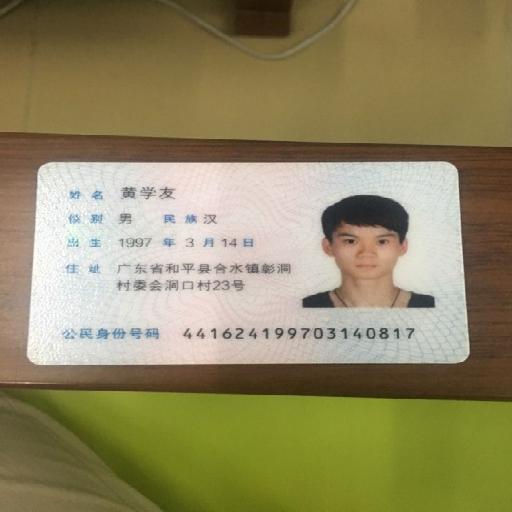 姓名 黄学友
性别 男 民族 汉
出生 1997 年 3 月 14 日
住址 广东省和平县合水镇彰洞
村委会洞口村23号
公民身份号码 441624199703140817